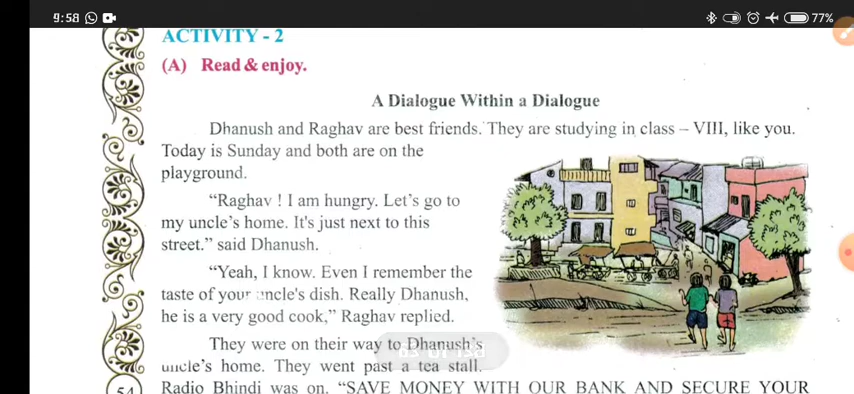 9:58
77%
ACTIVITY - 2
(A) Read & enjoy.
A Dialogue Within a Dialogue
Dhanush and Raghav are best friends. They are studying in class – VIII, like you.
Today is Sunday and both are on the
playground.
“Raghav ! I am hungry. Let’s go to
my uncle’s home. It's just next to this
street.” said Dhanush.
“Yeah, I know. Even I remember the
taste of your uncle's dish. Really Dhanush,
he is a very good cook,” Raghav replied.
They were on their way to Dhanush’s
uncle’s home. They went past a tea stall.
Radio Bhindi was on. “SAVE MONEY WITH OUR BANK AND SECURE YOUR
54